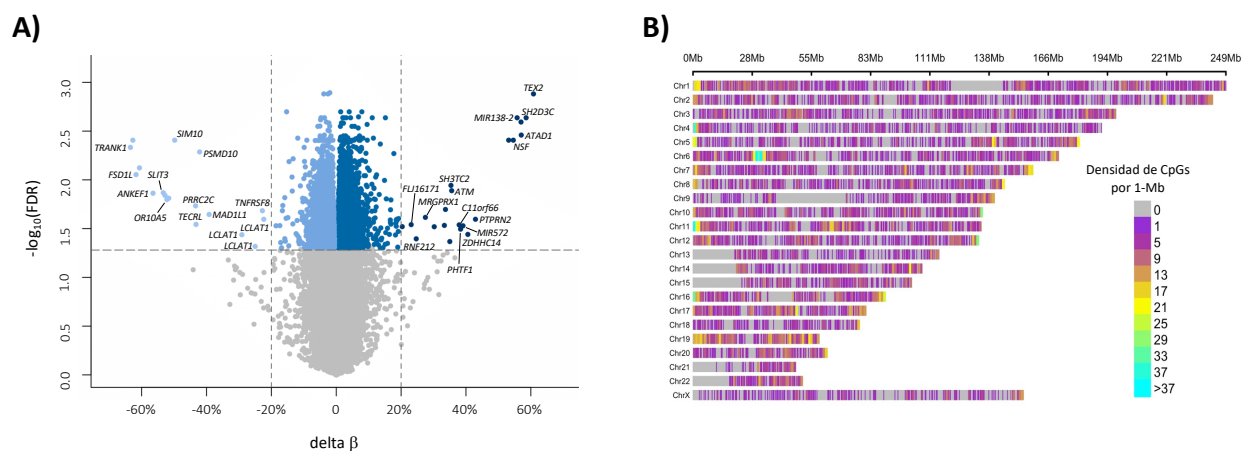 A)
B)
-log10(FDR)
3.0
2.5
2.0
1.5
1.0
0.5
0.0
TEX2
MIR138-2
SH2D3C
ATAD1
NSF
SIM10
TRANK1
PSMD10
FSD1L
SLIT3
ANKEF1
PRRC2C
OR10A5
TECRL
MAD1L1
TNFRSF8
LCLAT1
LCLAT1
LCLAT1
SH3TC2
FLJ16171
ATM
MRGPRX1
C11orf66
PTPRN2
MIR572
RNF212
ZDHHC14
PHTF1
-60%
-40%
-20%
0
20%
40%
60%
delta β
0Mb
28Mb
55Mb
83Mb
111Mb
138Mb
166Mb
194Mb
221Mb
249Mb
Chr1
Chr2
Chr3
Chr4
Chr5
Chr6
Chr7
Chr8
Chr9
Chr10
Chr11
Chr12
Chr13
Chr14
Chr15
Chr16
Chr17
Chr18
Chr19
Chr20
Chr21
Chr22
ChrX
Densidad de CpGs
por 1-Mb
0
1
5
9
13
17
21
25
29
33
37
>37